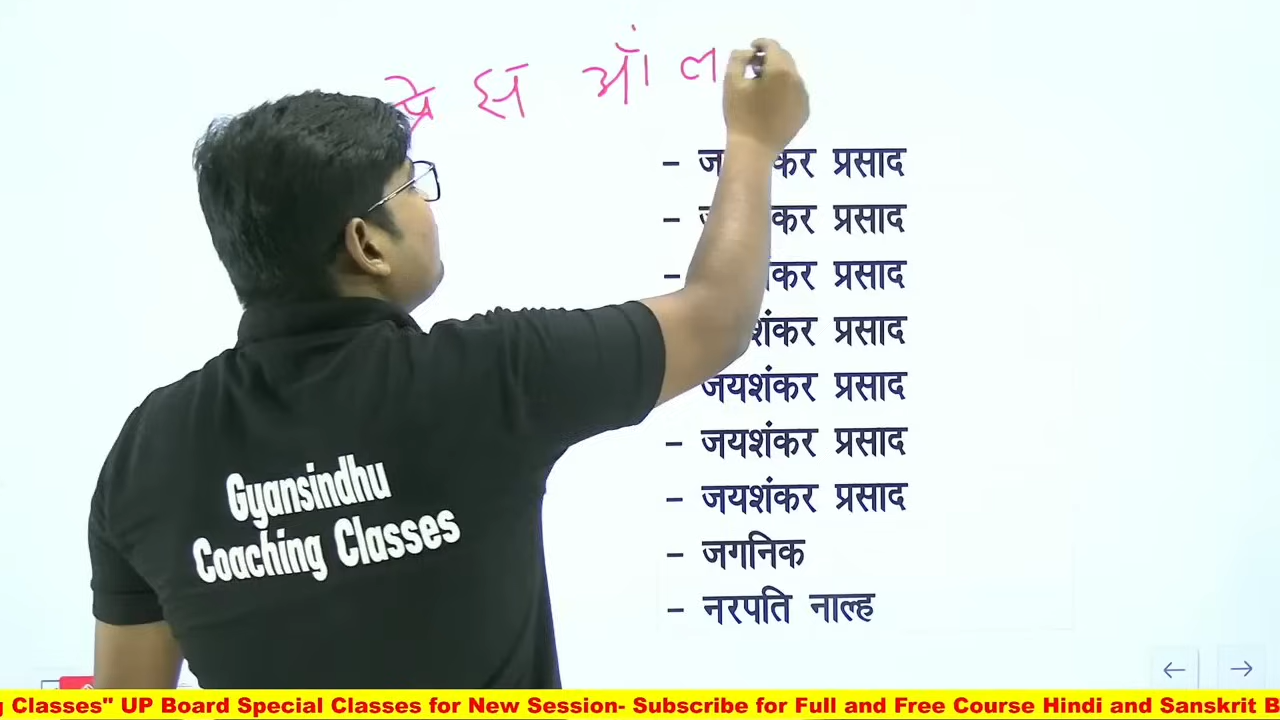 प्रे स आँ ल
- जयशंकर प्रसाद
- कर प्रसाद
- कर प्रसाद
- शंकर प्रसाद
जयशंकर प्रसाद
- जयशंकर प्रसाद
- जयशंकर प्रसाद
- जगनिक
- नरपति नाल्ह
Gyansindhu
Coaching Classes
g Classes" UP Board Special Classes for New Session- Subscribe for Full and Free Course Hindi and Sanskrit B